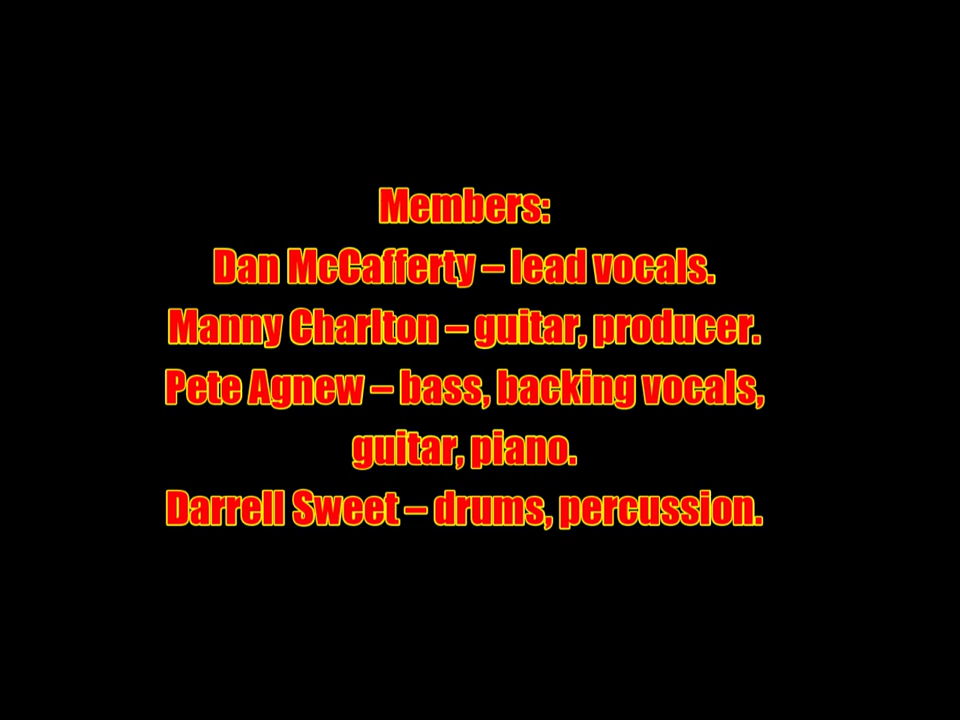 Members:
Dan McCafferty – lead vocals.
Manny Charlton – guitar, producer.
Pete Agnew – bass, backing vocals,
guitar, piano.
Darrell Sweet – drums, percussion.